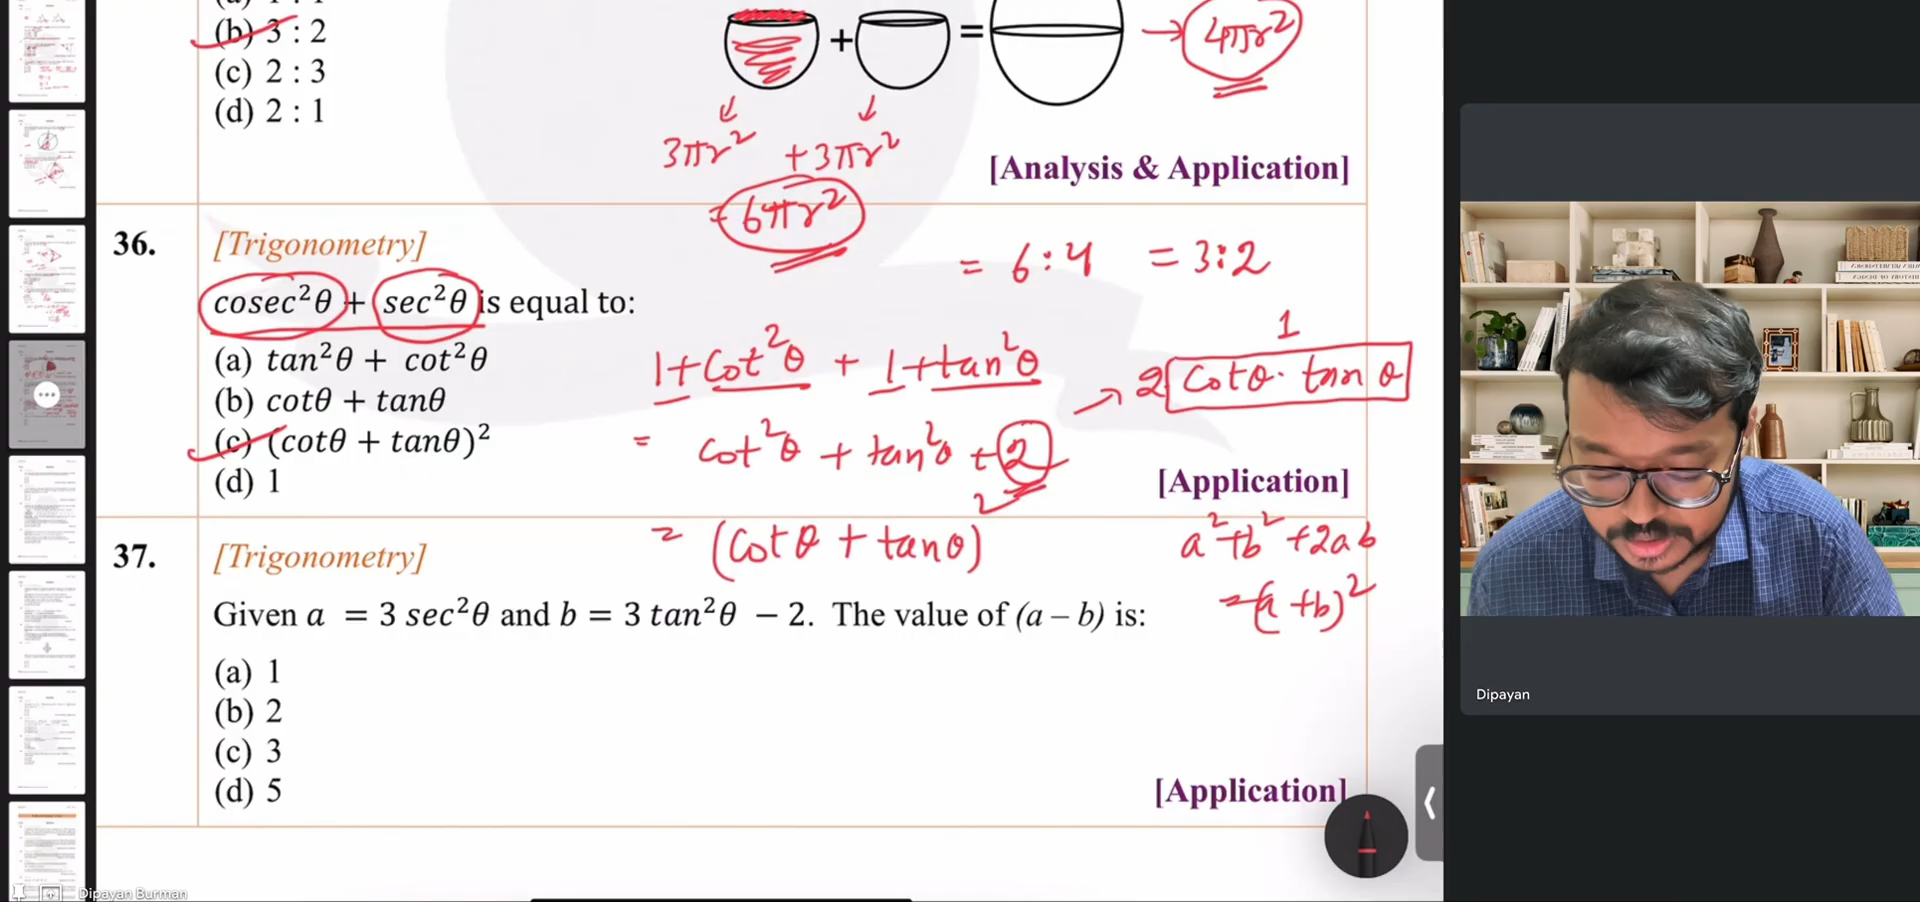 (b) 3 : 2
(c) 2 : 3
(d) 2 : 1
+ = → 4πr²
3πr² + 3πr²
= 6πr²
[Analysis & Application]
= 6:4 = 3:2
36. [Trigonometry]
cosec²θ + sec²θ is equal to:
(a) tan²θ + cot²θ
(b) cotθ + tanθ
(c) (cotθ + tanθ)²
(d) 1
1+cot²θ + 1+tan²θ
1
2 cotθ · tanθ
= cot²θ + tan²θ + 2
= (cotθ + tanθ)²
[Application]
a²+b²+2ab
=(a+b)²
37. [Trigonometry]
Given a = 3 sec²θ and b = 3 tan²θ − 2. The value of (a – b) is:
(a) 1
(b) 2
(c) 3
(d) 5
[Application]
Dipayan
Dipayan Burman